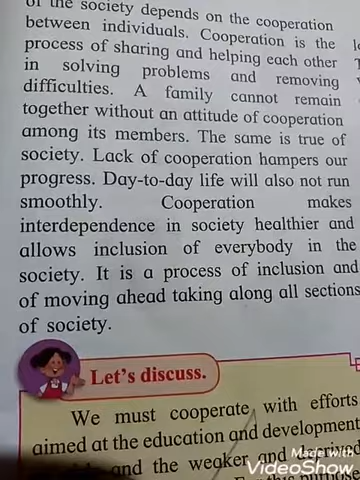 of the society depends on the cooperation
between individuals. Cooperation is the
process of sharing and helping each other
in solving problems and removing
difficulties. A family cannot remain
together without an attitude of cooperation
among its members. The same is true of
society. Lack of cooperation hampers our
progress. Day-to-day life will also not run
smoothly. Cooperation makes
interdependence in society healthier and
allows inclusion of everybody in the
society. It is a process of inclusion and
of moving ahead taking along all sections
of society.
Let's discuss.
We must cooperate with efforts
aimed at the education and development
and the weaker and
Made with
VideoShow